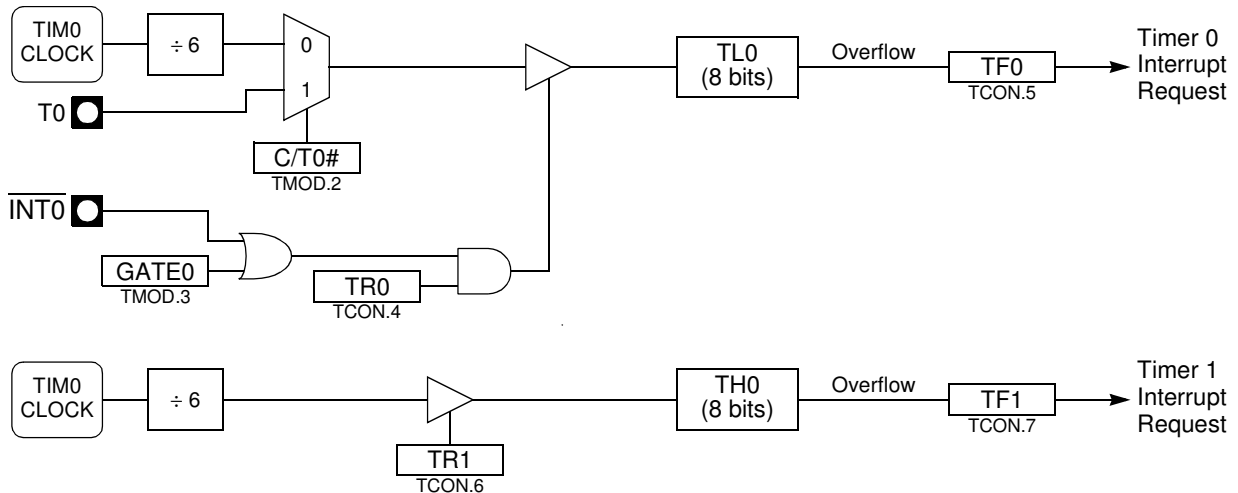 TIM0
CLOCK
÷ 6
0
1
T0
C/T0#
TMOD.2
TL0
(8 bits)
Overflow
TF0
TCON.5
Timer 0
Interrupt
Request
INT0
GATE0
TMOD.3
TR0
TCON.4
TIM0
CLOCK
÷ 6
TR1
TCON.6
TH0
(8 bits)
Overflow
TF1
TCON.7
Timer 1
Interrupt
Request